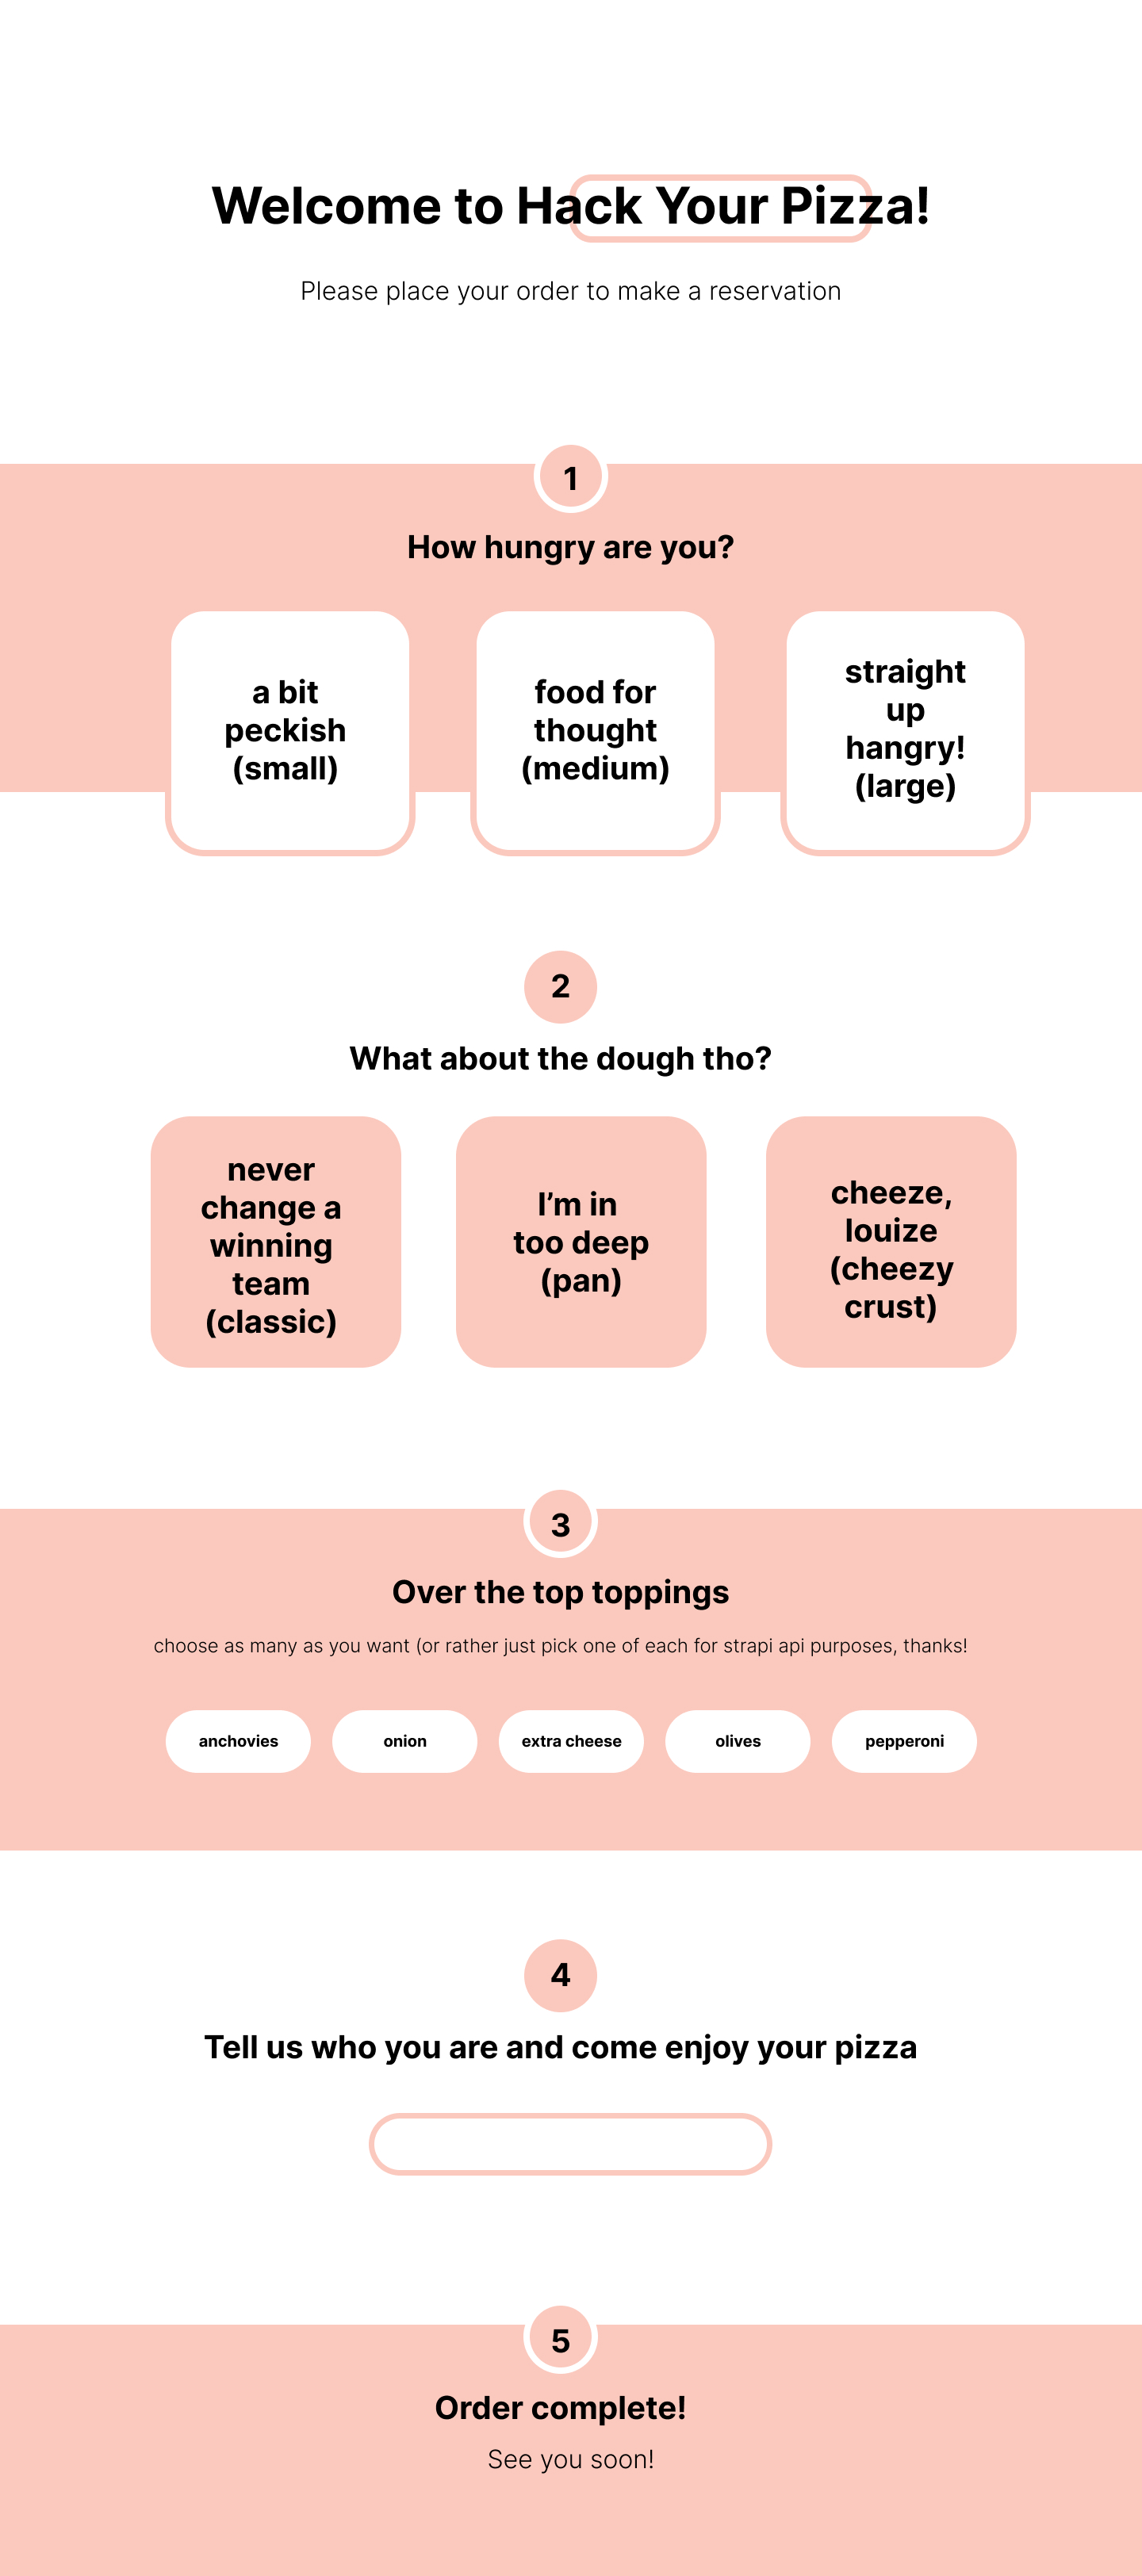 Welcome to Hack Your Pizza!
Please place your order to make a reservation
1
How hungry are you?
a bit
peckish
(small)
food for
thought
(medium)
straight
up
hangry!
(large)
2
What about the dough tho?
never
change a
winning
team
(classic)
I’m in
too deep
(pan)
cheeze,
louize
(cheezy
crust)
3
Over the top toppings
choose as many as you want (or rather just pick one of each for strapi api purposes, thanks!
anchovies
onion
extra cheese
olives
pepperoni
4
Tell us who you are and come enjoy your pizza
5
Order complete!
See you soon!